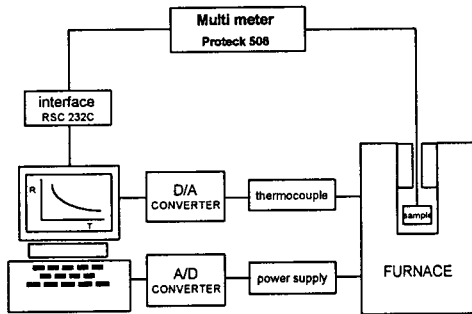 Multi meter
Proteck 506
interface
RSC 232C
R
T
D/A
CONVERTER
thermocouple
sample
A/D
CONVERTER
power supply
FURNACE